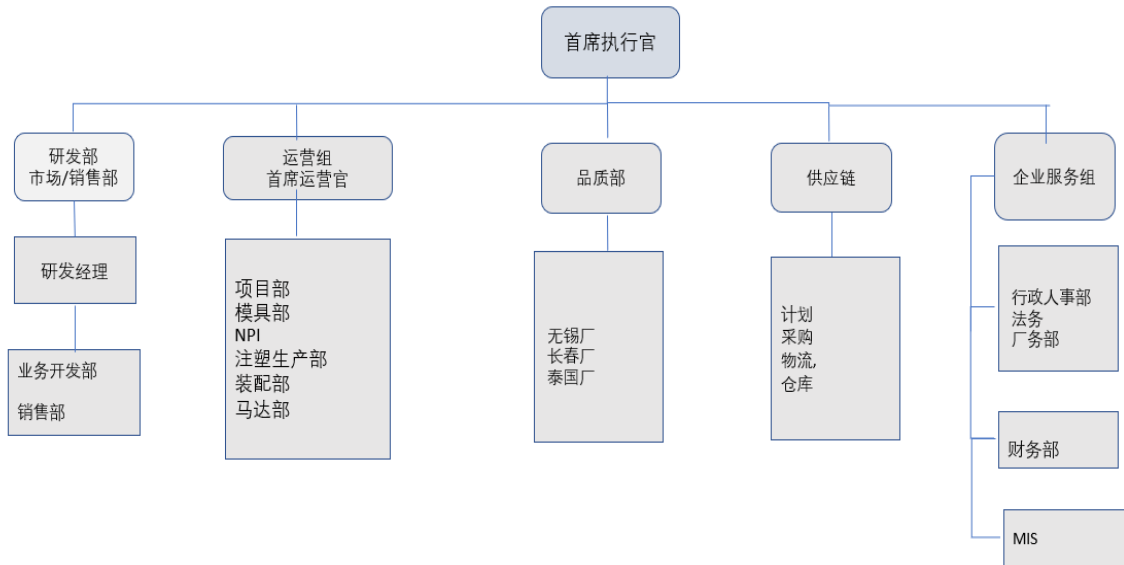 首席执行官
研发部
市场/销售部
运营组
首席运营官
品质部
供应链
企业服务组
研发经理
业务开发部
销售部
项目部
模具部
NPI
注塑生产部
装配部
马达部
无锡厂
长春厂
泰国厂
计划
采购
物流,
仓库
行政人事部
法务
厂务部
财务部
MIS